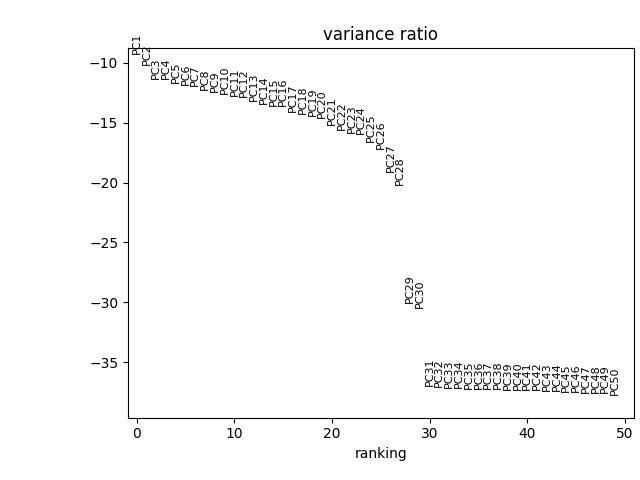 variance ratio
−10
−15
−20
−25
−30
−35
PC1
PC2
PC3
PC4
PC5
PC6
PC7
PC8
PC9
PC10
PC11
PC12
PC13
PC14
PC15
PC16
PC17
PC18
PC19
PC20
PC21
PC22
PC23
PC24
PC25
PC26
PC27
PC28
PC29
PC30
PC31
PC32
PC33
PC34
PC35
PC36
PC37
PC38
PC39
PC40
PC41
PC42
PC43
PC44
PC45
PC46
PC47
PC48
PC49
PC50
0 10 20 30 40 50
ranking